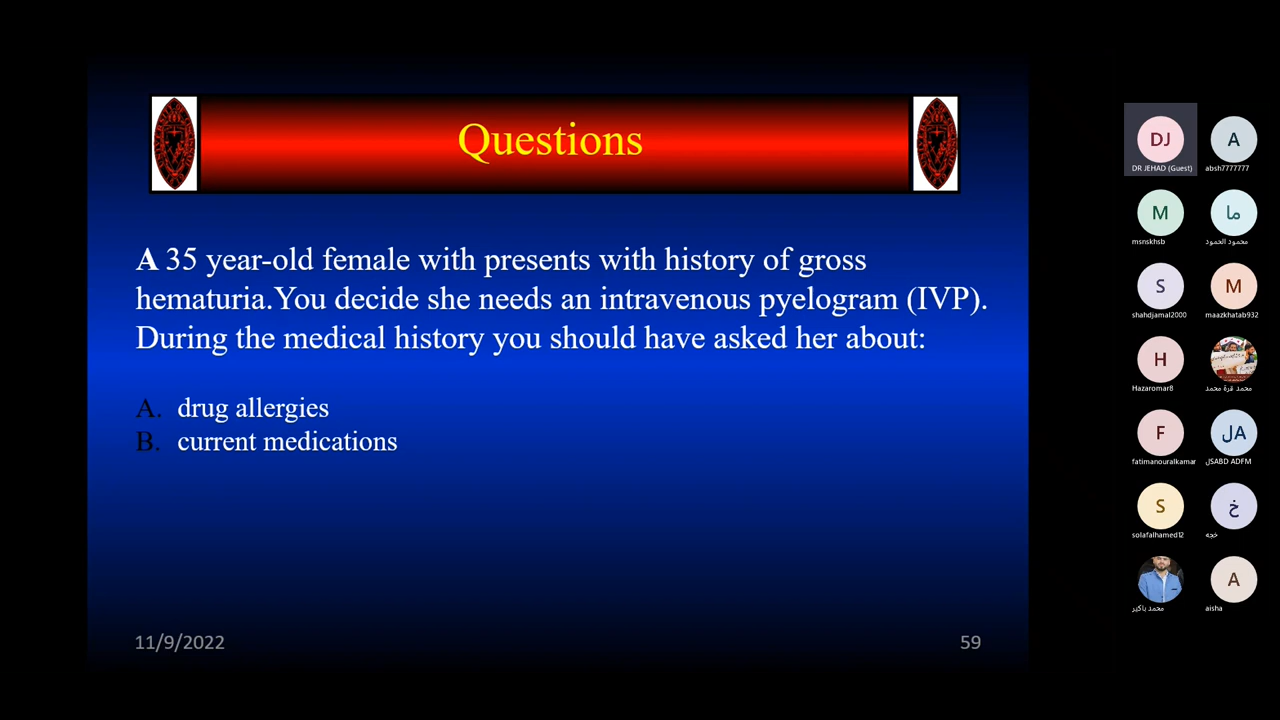 Questions
A 35 year-old female with presents with history of gross
hematuria.You decide she needs an intravenous pyelogram (IVP).
During the medical history you should have asked her about:
A. drug allergies
B. current medications
11/9/2022
59
DJ
DR JEHAD (Guest)
A
absh7777777
M
msnskhsb
ما
محمود الحمود
S
shahdjamal2000
M
maazkhatab932
H
Hazaromar8
محمد قرة محمد
F
fatimanouralkamar
JA
JSABD ADFM
S
solafalhamed12
خ
خجه
محمد باكير
A
aisha